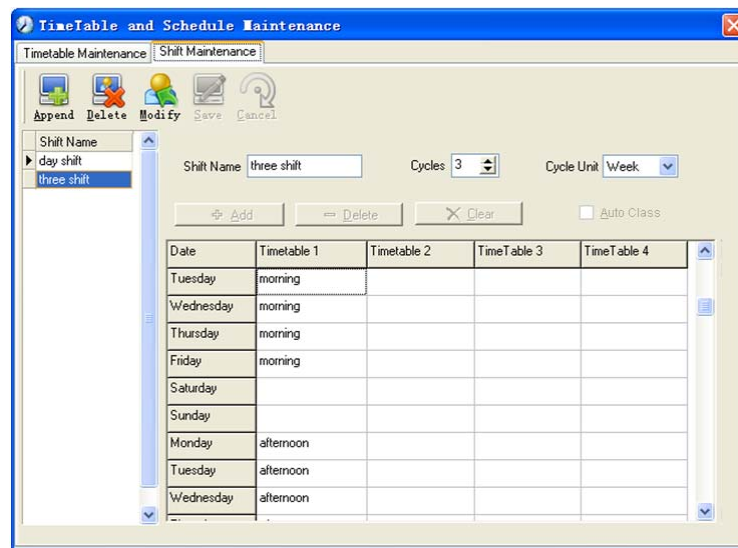 TimeTable and Schedule Maintenance
Timetable Maintenance Shift Maintenance
Append Delete Modify Save Cancel
Shift Name
day shift
three shift
Shift Name three shift Cycles 3 Cycle Unit Week
Add Delete Clear Auto Class
Date Timetable 1 Timetable 2 TimeTable 3 TimeTable 4
Tuesday morning
Wednesday morning
Thursday morning
Friday morning
Saturday
Sunday
Monday afternoon
Tuesday afternoon
Wednesday afternoon